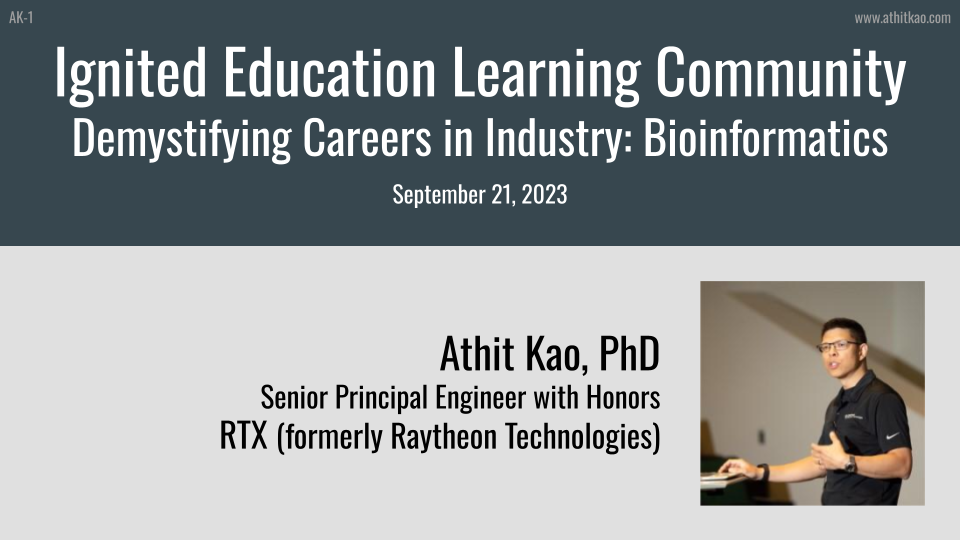 AK-1
www.athitkao.com
Ignited Education Learning Community
Demystifying Careers in Industry: Bioinformatics
September 21, 2023
Athit Kao, PhD
Senior Principal Engineer with Honors
RTX (formerly Raytheon Technologies)